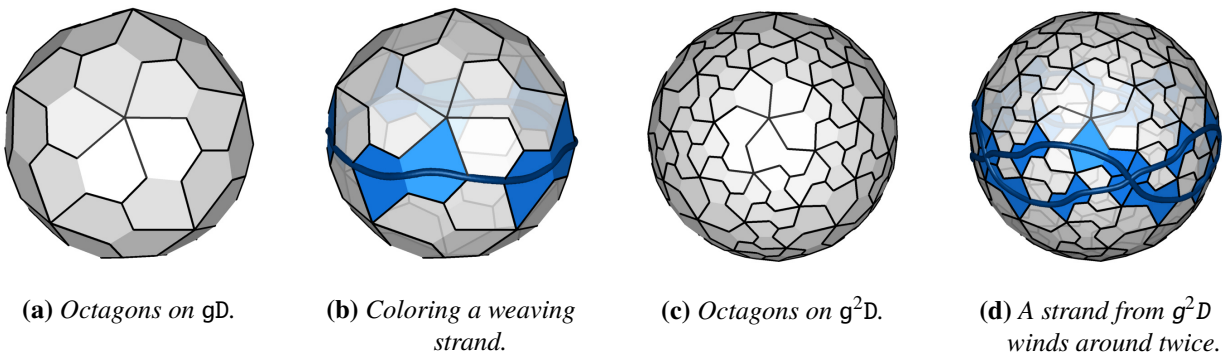 (a) Octagons on gD.
(b) Coloring a weaving
strand.
(c) Octagons on g²D.
(d) A strand from g²D
winds around twice.